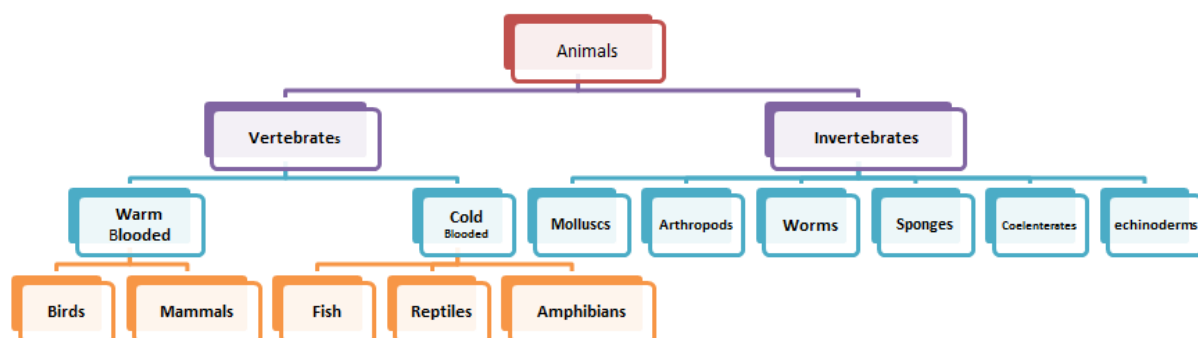 Animals
Vertebrates
Invertebrates
Warm
Blooded
Cold
Blooded
Molluscs
Arthropods
Worms
Sponges
Coelenterates
echinoderms
Birds
Mammals
Fish
Reptiles
Amphibians